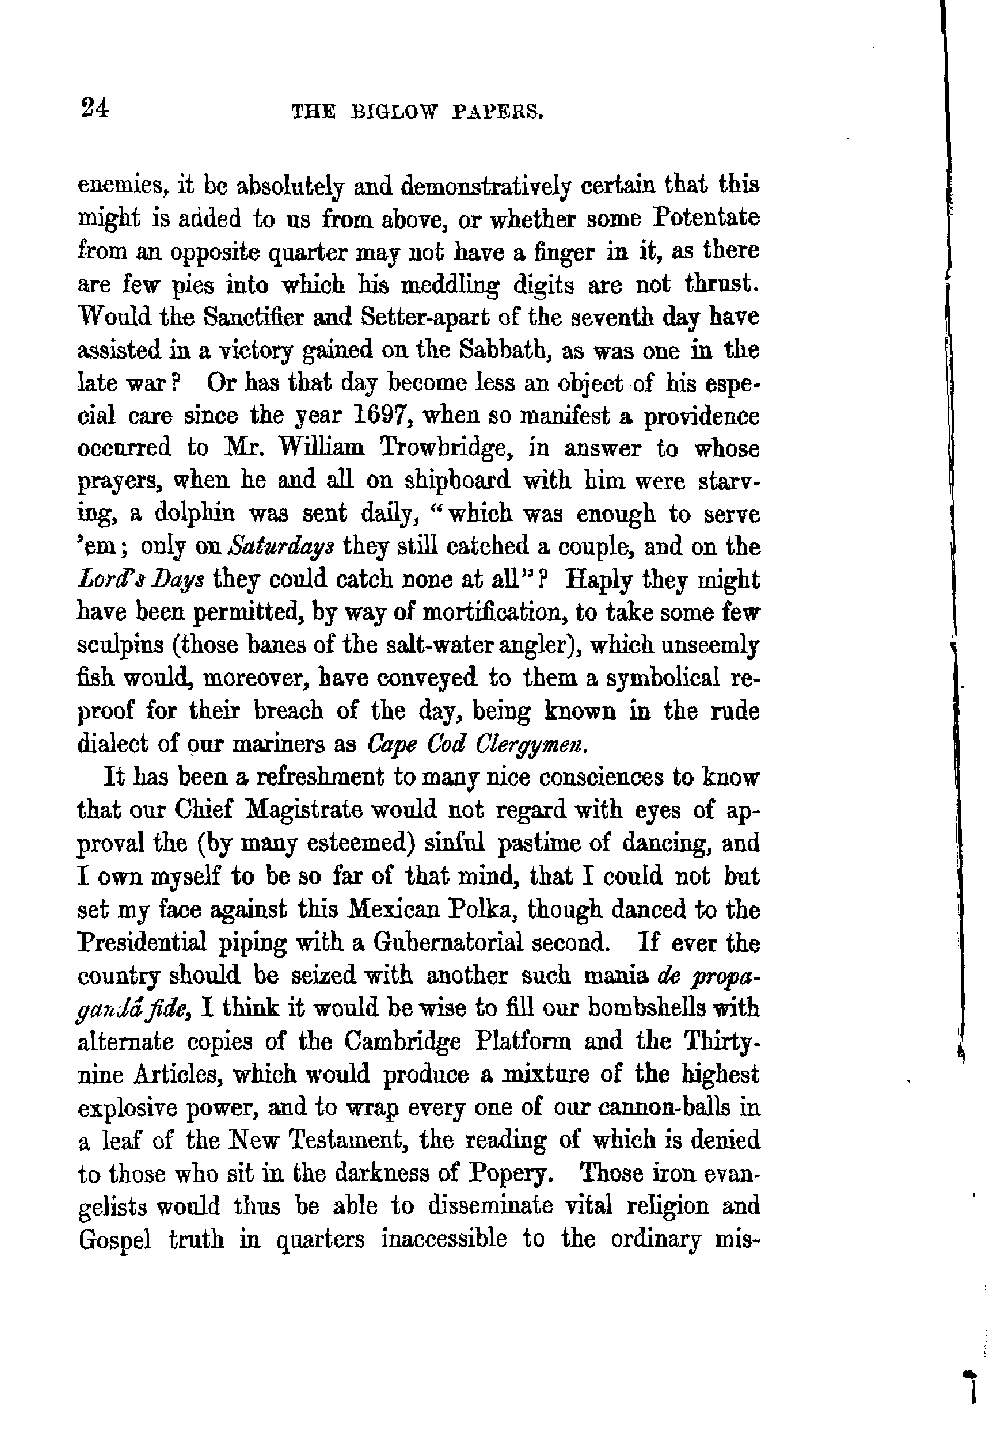 24 THE BIGLOW PAPERS.
enemies, it be absolutely and demonstratively certain that this
might is added to us from above, or whether some Potentate
from an opposite quarter may not have a finger in it, as there
are few pies into which his meddling digits are not thrust.
Would the Sanctifier and Setter-apart of the seventh day have
assisted in a victory gained on the Sabbath, as was one in the
late war? Or has that day become less an object of his espe-
cial care since the year 1697, when so manifest a providence
occurred to Mr. William Trowbridge, in answer to whose
prayers, when he and all on shipboard with him were starv-
ing, a dolphin was sent daily, “which was enough to serve
’em; only on Saturdays they still catched a couple, and on the
Lord's Days they could catch none at all”? Haply they might
have been permitted, by way of mortification, to take some few
sculpins (those banes of the salt-water angler), which unseemly
fish would, moreover, have conveyed to them a symbolical re-
proof for their breach of the day, being known in the rude
dialect of our mariners as Cape Cod Clergymen.
It has been a refreshment to many nice consciences to know
that our Chief Magistrate would not regard with eyes of ap-
proval the (by many esteemed) sinful pastime of dancing, and
I own myself to be so far of that mind, that I could not but
set my face against this Mexican Polka, though danced to the
Presidential piping with a Gubernatorial second. If ever the
country should be seized with another such mania de propa-
gandâ fide, I think it would be wise to fill our bombshells with
alternate copies of the Cambridge Platform and the Thirty-
nine Articles, which would produce a mixture of the highest
explosive power, and to wrap every one of our cannon-balls in
a leaf of the New Testament, the reading of which is denied
to those who sit in the darkness of Popery. Those iron evan-
gelists would thus be able to disseminate vital religion and
Gospel truth in quarters inaccessible to the ordinary mis-